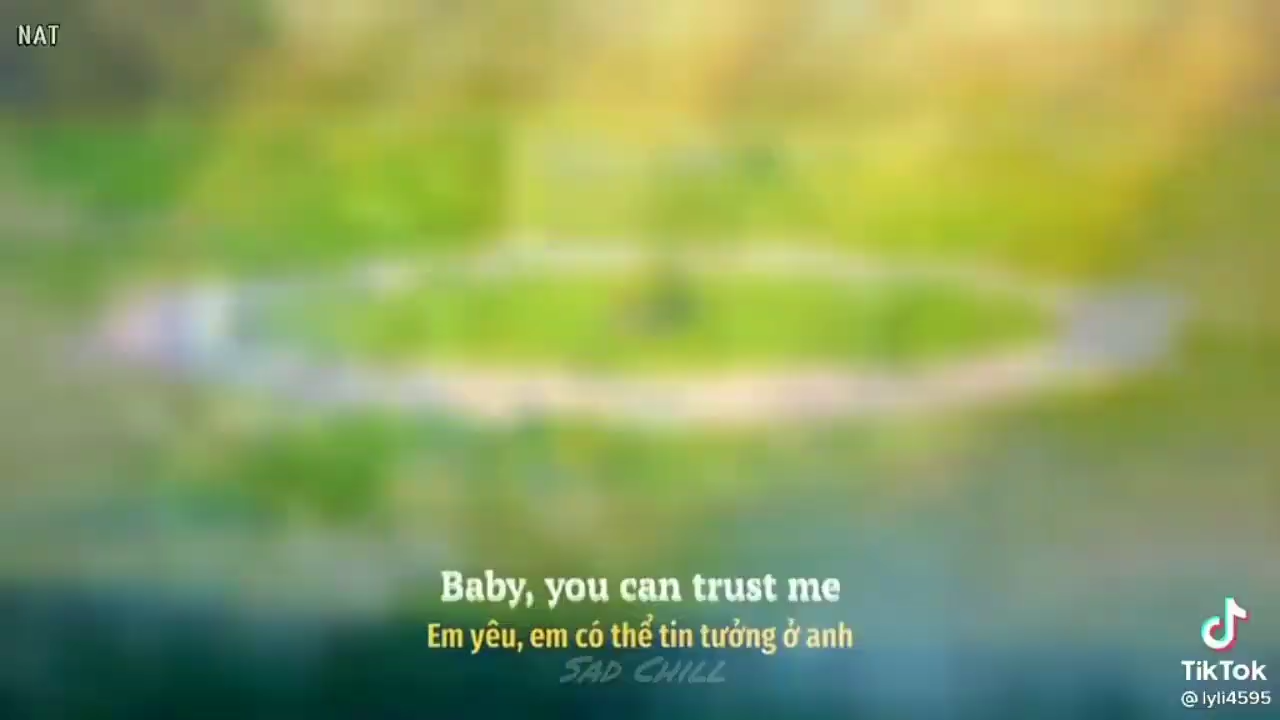 NAT
Baby, you can trust me
Em yêu, em có thể tin tưởng ở anh
SAD CHILL
TikTok
@lyli4595